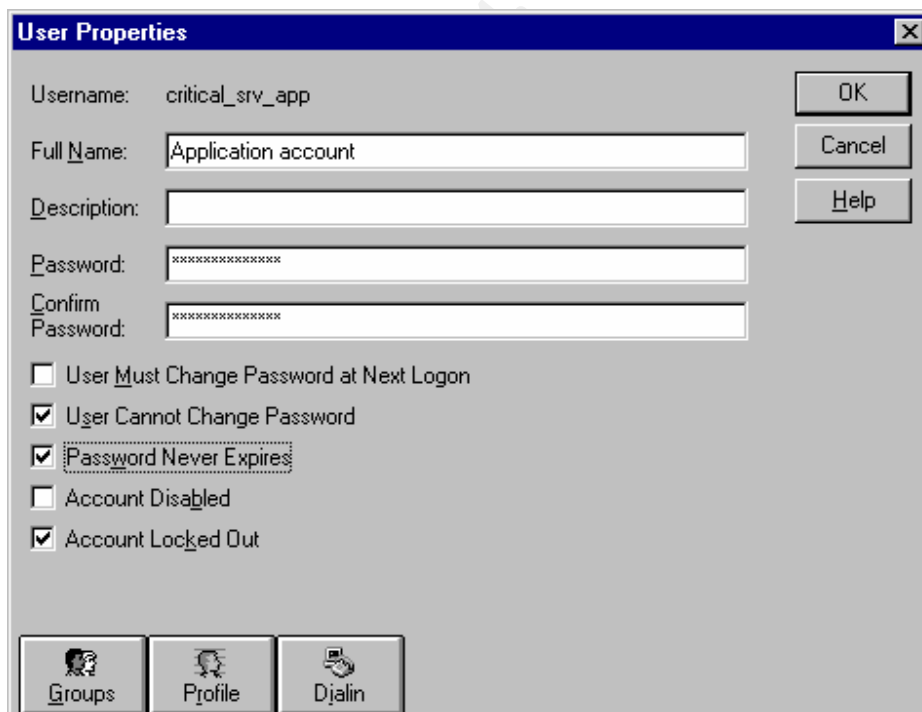 User Properties
Username: critical_srv_app
OK
Full Name: Application account
Cancel
Description:
Help
Password: **************
Confirm
Password: **************
User Must Change Password at Next Logon
User Cannot Change Password
Password Never Expires
Account Disabled
Account Locked Out
Groups Profile Dialin